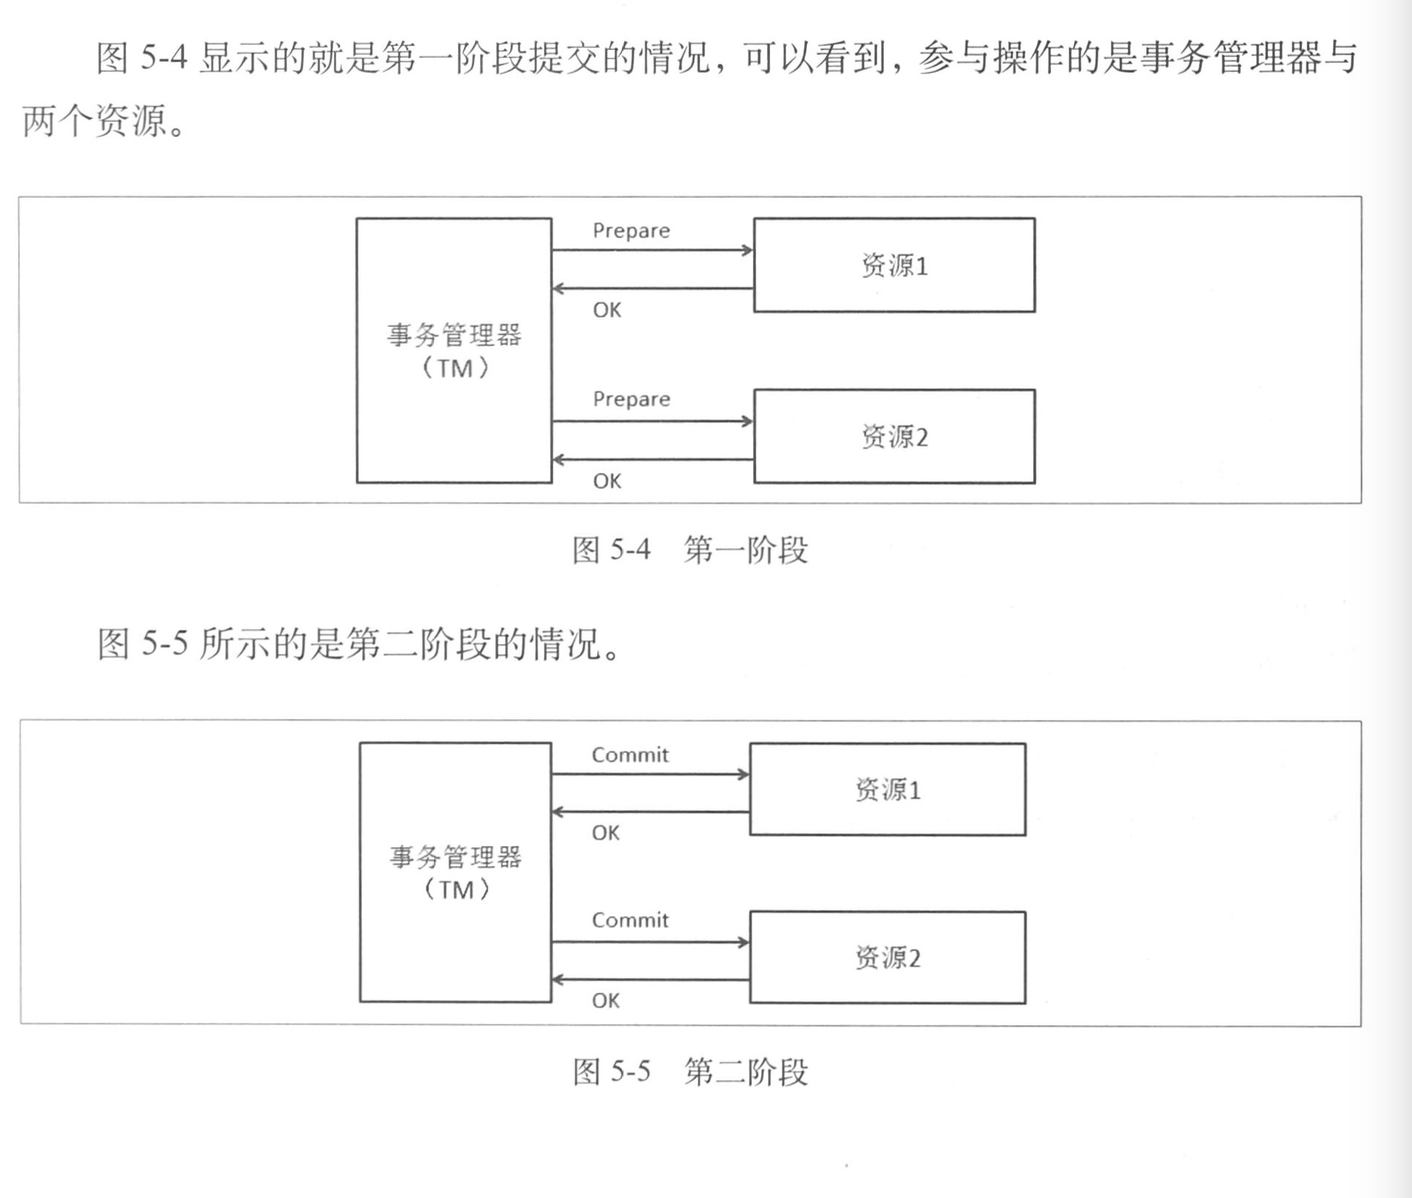 图 5-4 显示的就是第一阶段提交的情况，可以看到，参与操作的是事务管理器与
两个资源。
Prepare
资源1
OK
事务管理器
（TM）
Prepare
资源2
OK
图 5-4 第一阶段
图 5-5 所示的是第二阶段的情况。
Commit
资源1
OK
事务管理器
（TM）
Commit
资源2
OK
图 5-5 第二阶段